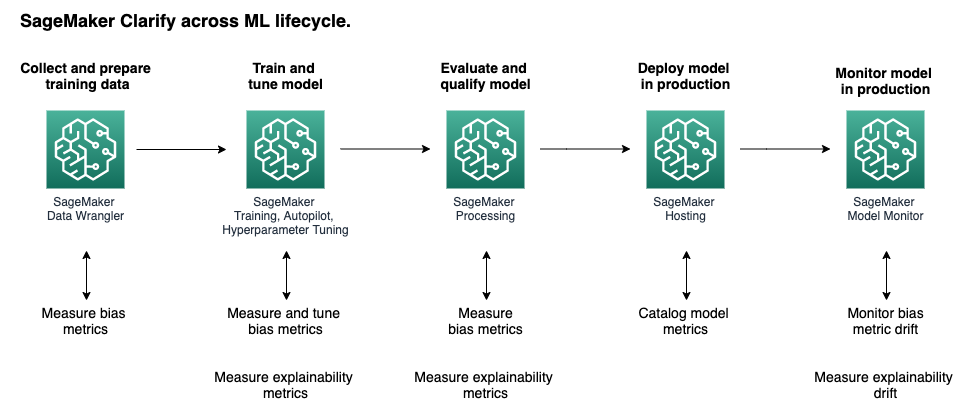 SageMaker Clarify across ML lifecycle.
Collect and prepare
training data
Train and
tune model
Evaluate and
qualify model
Deploy model
in production
Monitor model
in production
SageMaker
Data Wrangler
SageMaker
Training, Autopilot,
Hyperparameter Tuning
SageMaker
Processing
SageMaker
Hosting
SageMaker
Model Monitor
Measure bias
metrics
Measure and tune
bias metrics
Measure
bias metrics
Catalog model
metrics
Monitor bias
metric drift
Measure explainability
metrics
Measure explainability
metrics
Measure explainability
drift